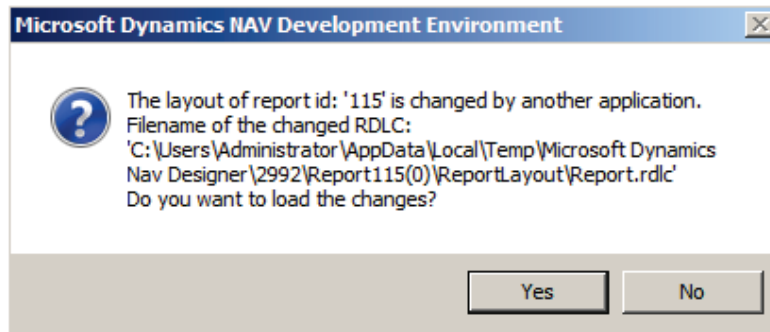 Microsoft Dynamics NAV Development Environment
The layout of report id: '115' is changed by another application.
Filename of the changed RDLC:
'C:\Users\Administrator\AppData\Local\Temp\Microsoft Dynamics
Nav Designer\2992\Report115(0)\ReportLayout\Report.rdlc'
Do you want to load the changes?
Yes No